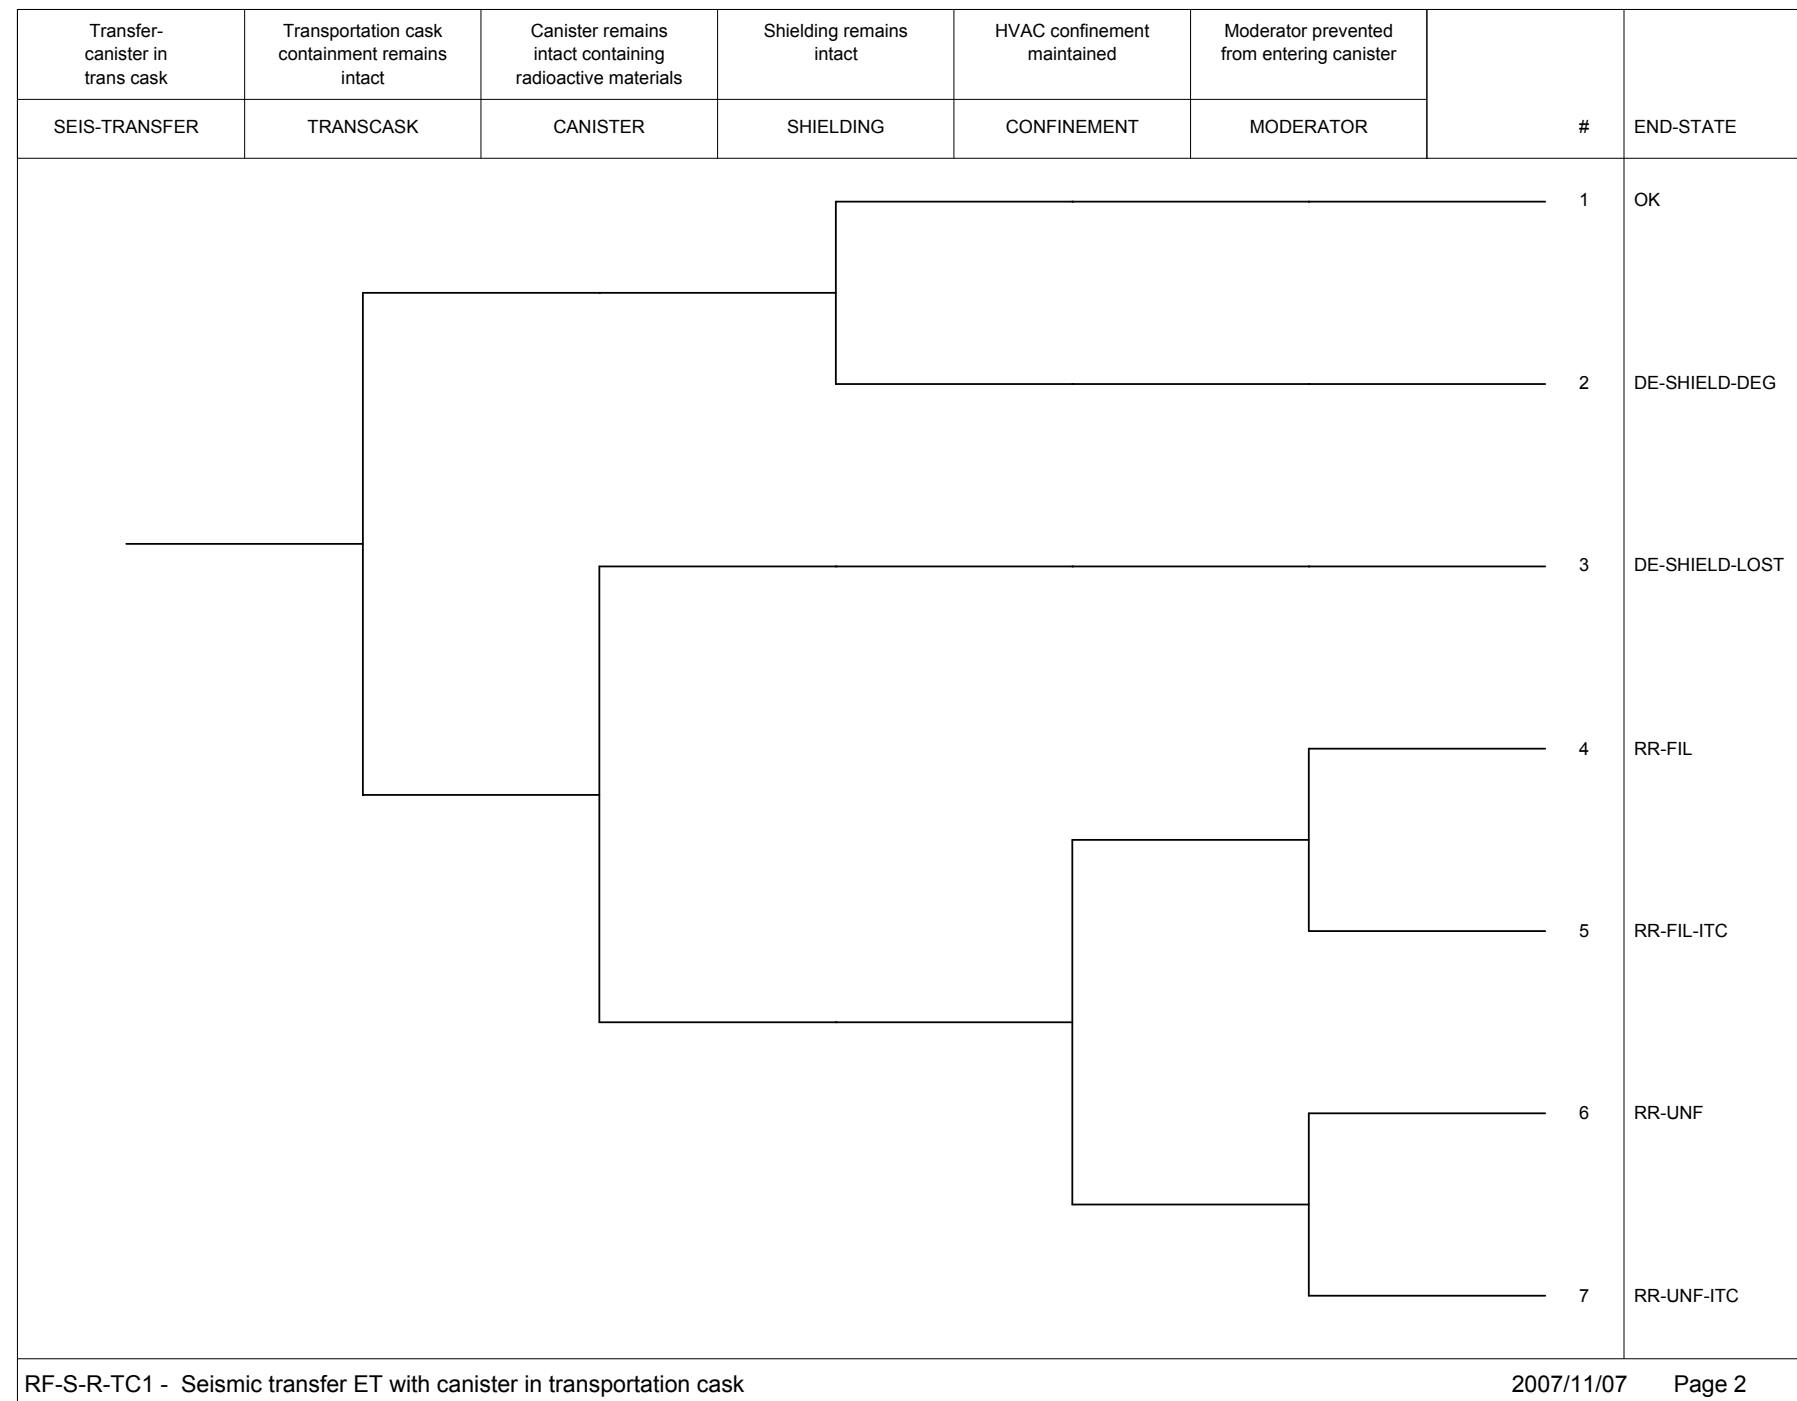 Transfer-
canister in
trans cask
Transportation cask
containment remains
intact
Canister remains
intact containing
radioactive materials
Shielding remains
intact
HVAC confinement
maintained
Moderator prevented
from entering canister
SEIS-TRANSFER
TRANSCASK
CANISTER
SHIELDING
CONFINEMENT
MODERATOR
#
END-STATE
1 OK
2 DE-SHIELD-DEG
3 DE-SHIELD-LOST
4 RR-FIL
5 RR-FIL-ITC
6 RR-UNF
7 RR-UNF-ITC
RF-S-R-TC1 - Seismic transfer ET with canister in transportation cask 2007/11/07 Page 2